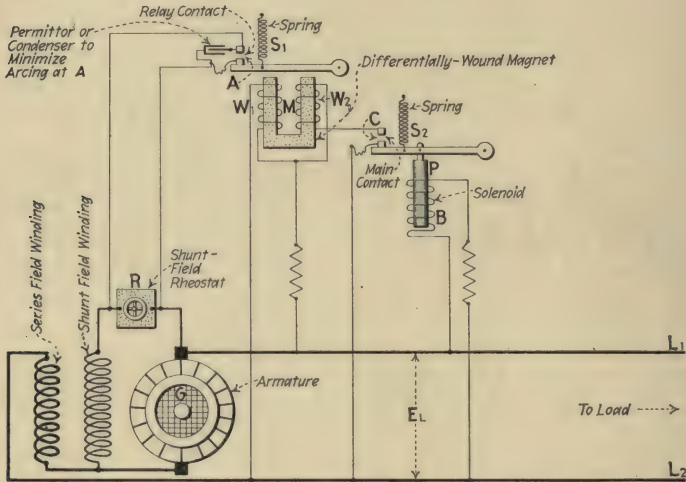 Permittor or
Condenser to
Minimize
Arcing at A
Relay Contact
Spring
S1
A
W1
M
W2
Differentially-Wound Magnet
C
S2
Spring
Main
Contact
P
Solenoid
B
Series Field Winding
Shunt Field Winding
R
Shunt-
Field
Rheostat
G
Armature
L1
EL
To Load
L2